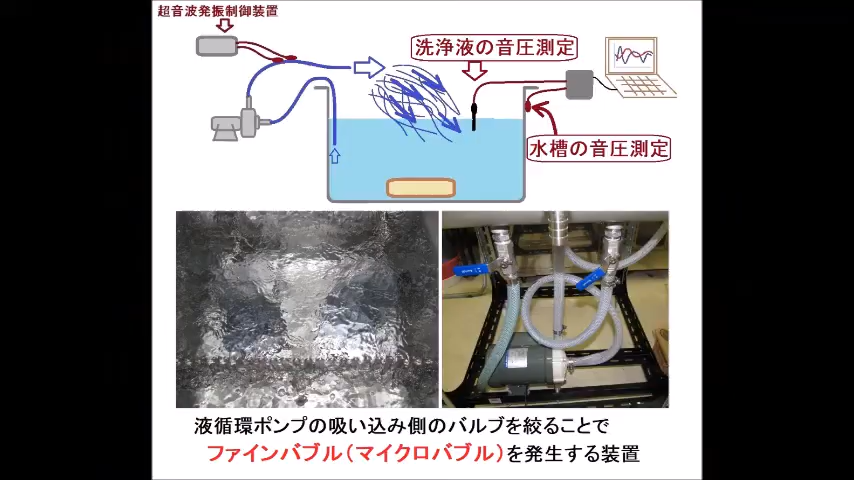 超音波発振制御装置
洗浄液の音圧測定
水槽の音圧測定
液循環ポンプの吸い込み側のバルブを絞ることで
ファインバブル(マイクロバブル)を発生する装置